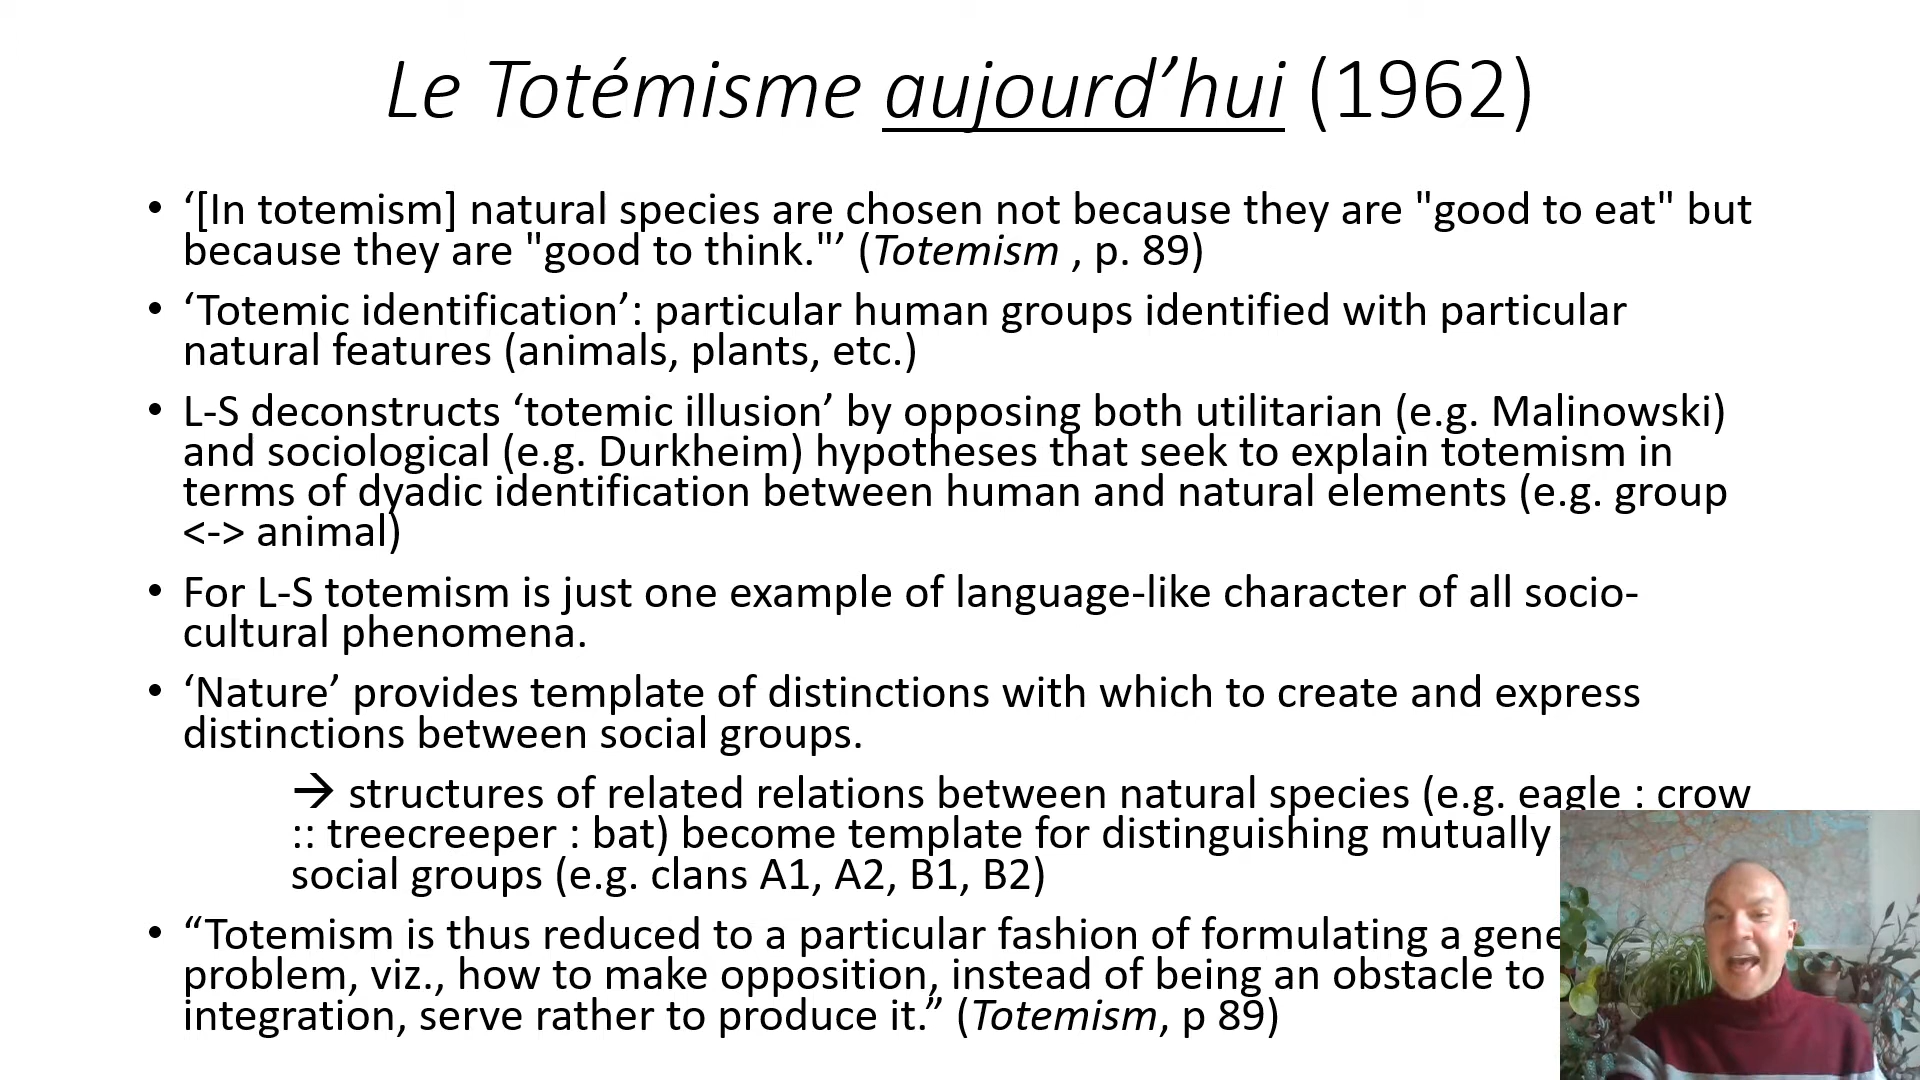 Le Totémisme aujourd’hui (1962)
• ‘[In totemism] natural species are chosen not because they are "good to eat" but
because they are "good to think."’ (Totemism , p. 89)
• ‘Totemic identification’: particular human groups identified with particular
natural features (animals, plants, etc.)
• L-S deconstructs ‘totemic illusion’ by opposing both utilitarian (e.g. Malinowski)
and sociological (e.g. Durkheim) hypotheses that seek to explain totemism in
terms of dyadic identification between human and natural elements (e.g. group
<-> animal)
• For L-S totemism is just one example of language-like character of all socio-
cultural phenomena.
• ‘Nature’ provides template of distinctions with which to create and express
distinctions between social groups.
→ structures of related relations between natural species (e.g. eagle : crow
:: treecreeper : bat) become template for distinguishing mutually
social groups (e.g. clans A1, A2, B1, B2)
• “Totemism is thus reduced to a particular fashion of formulating a
problem, viz., how to make opposition, instead of being an obstacle to
integration, serve rather to produce it.” (Totemism, p 89)